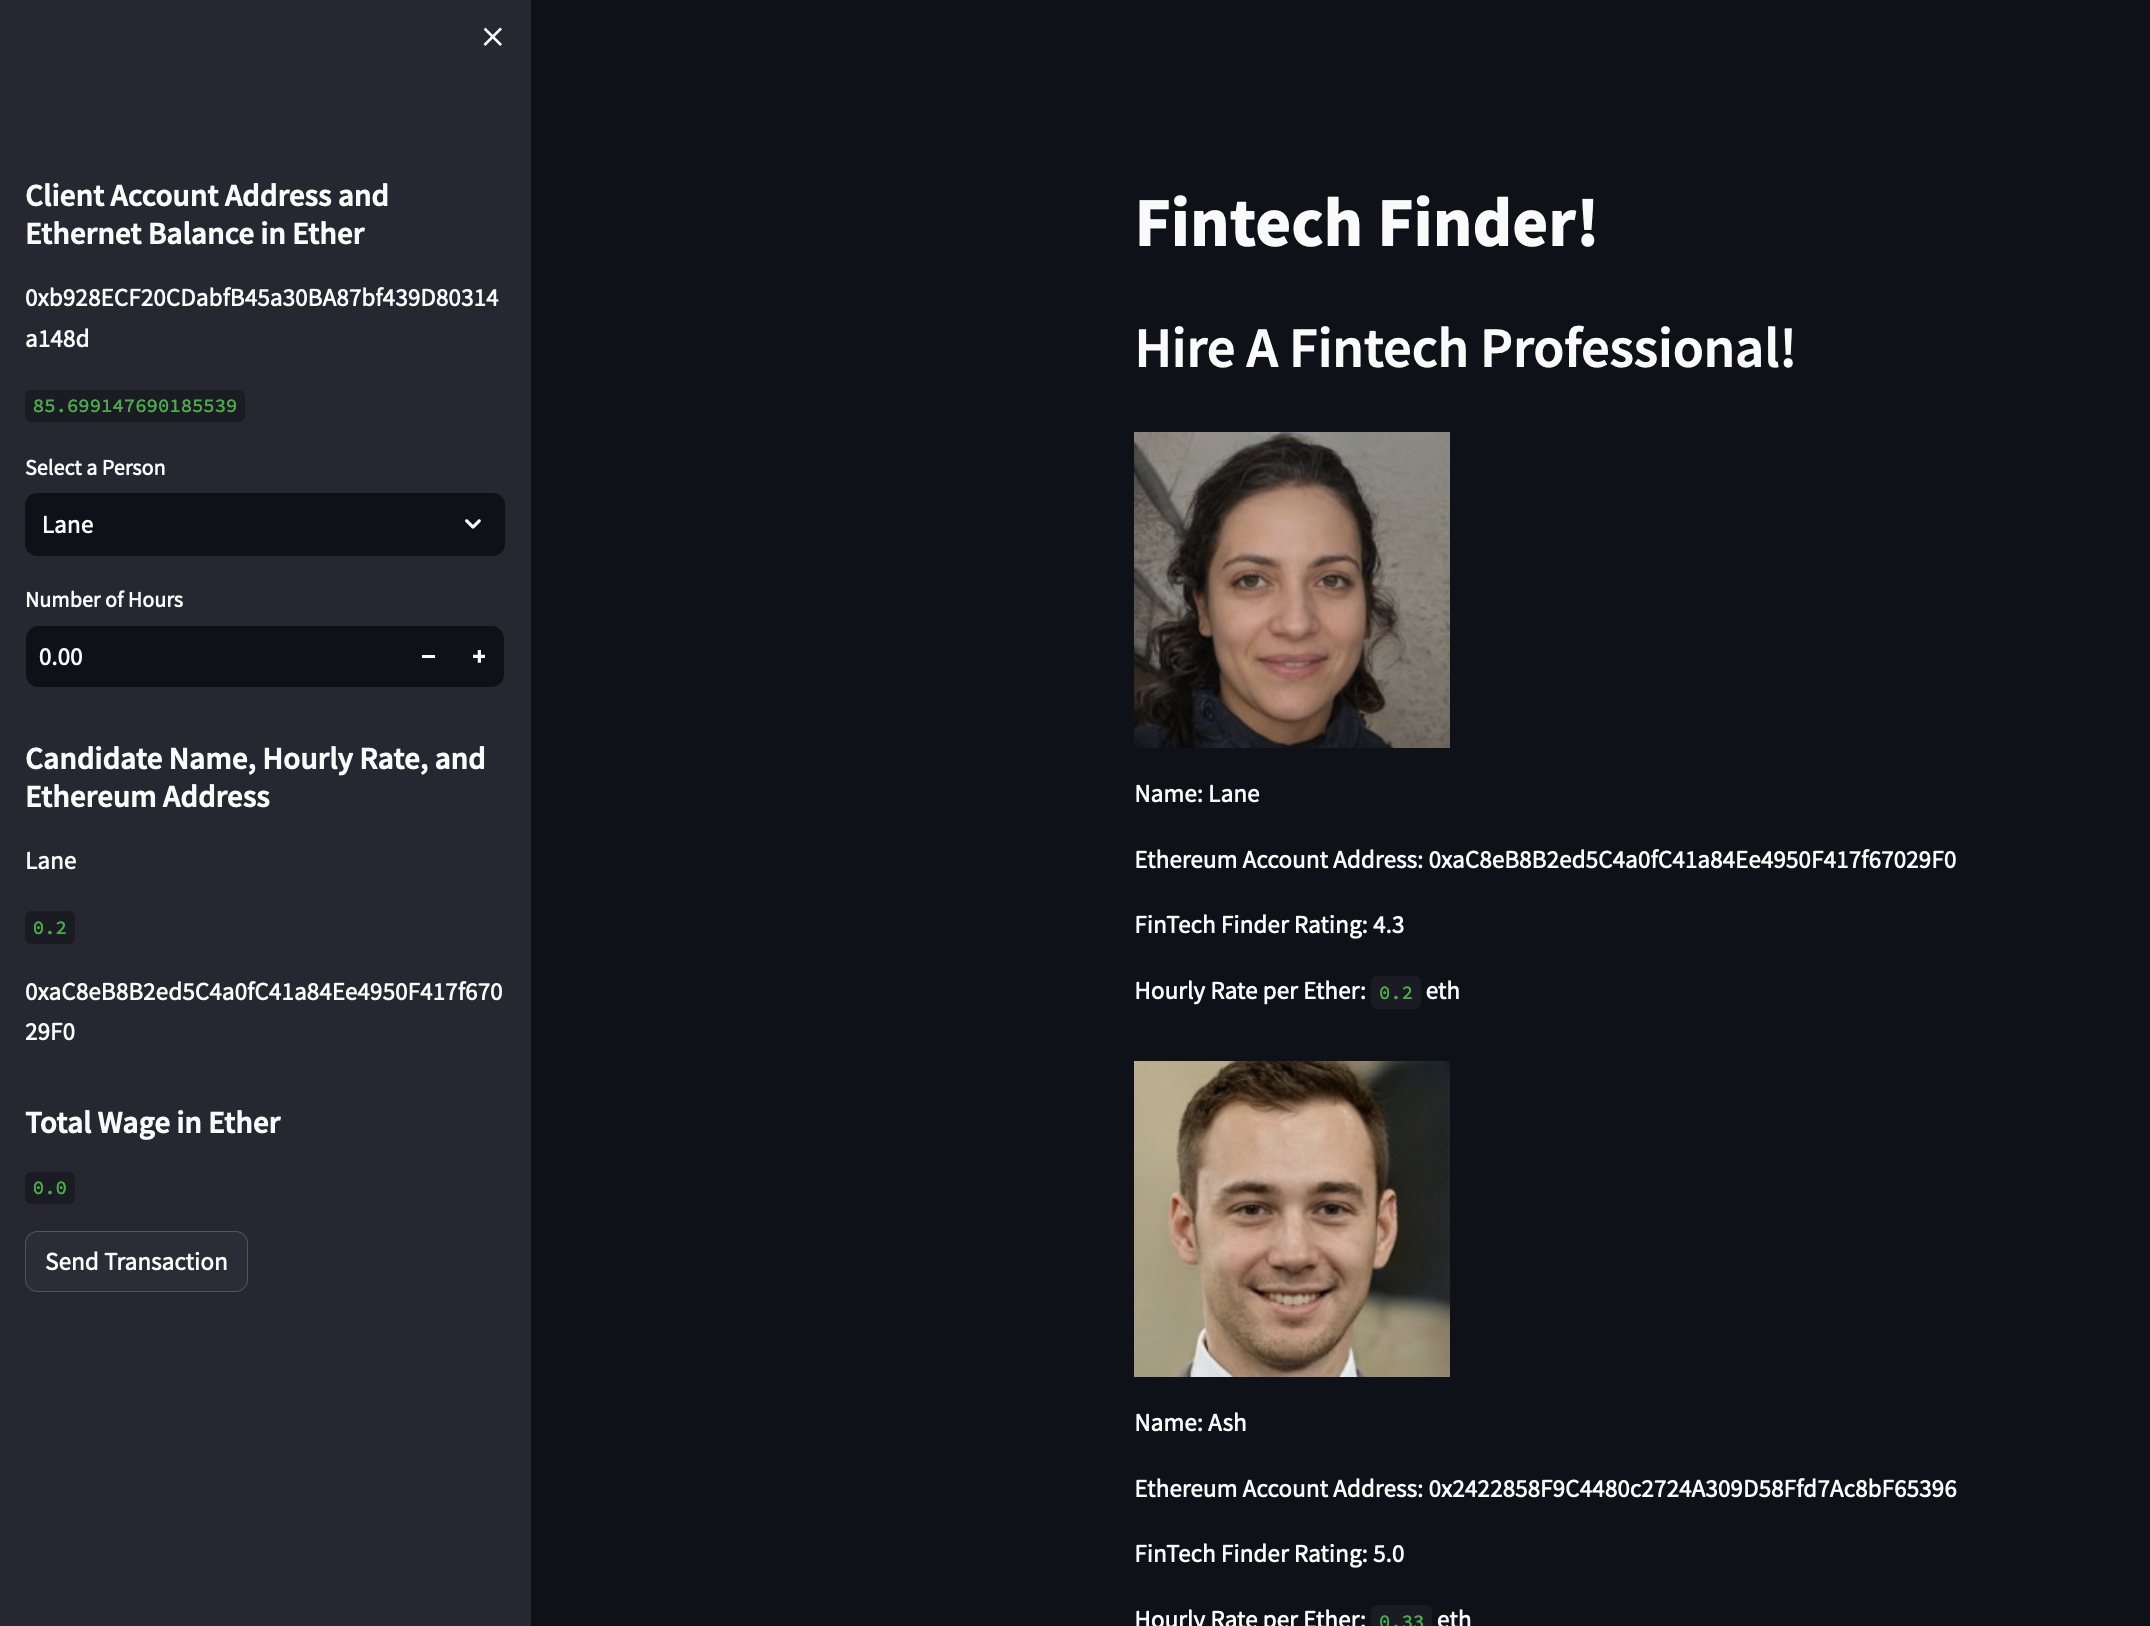 Client Account Address and
Ethernet Balance in Ether
0xb928ECF20CDabfB45a30BA87bf439D80314
a148d
85.699147690185539
Select a Person
Lane
Number of Hours
0.00
Candidate Name, Hourly Rate, and
Ethereum Address
Lane
0.2
0xaC8eB8B2ed5C4a0fC41a84Ee4950F417f670
29F0
Total Wage in Ether
0.0
Send Transaction
Fintech Finder!
Hire A Fintech Professional!
Name: Lane
Ethereum Account Address: 0xaC8eB8B2ed5C4a0fC41a84Ee4950F417f67029F0
FinTech Finder Rating: 4.3
Hourly Rate per Ether: 0.2 eth
Name: Ash
Ethereum Account Address: 0x2422858F9C4480c2724A309D58Ffd7Ac8bF65396
FinTech Finder Rating: 5.0
Hourly Rate per Ether: 0.33 eth